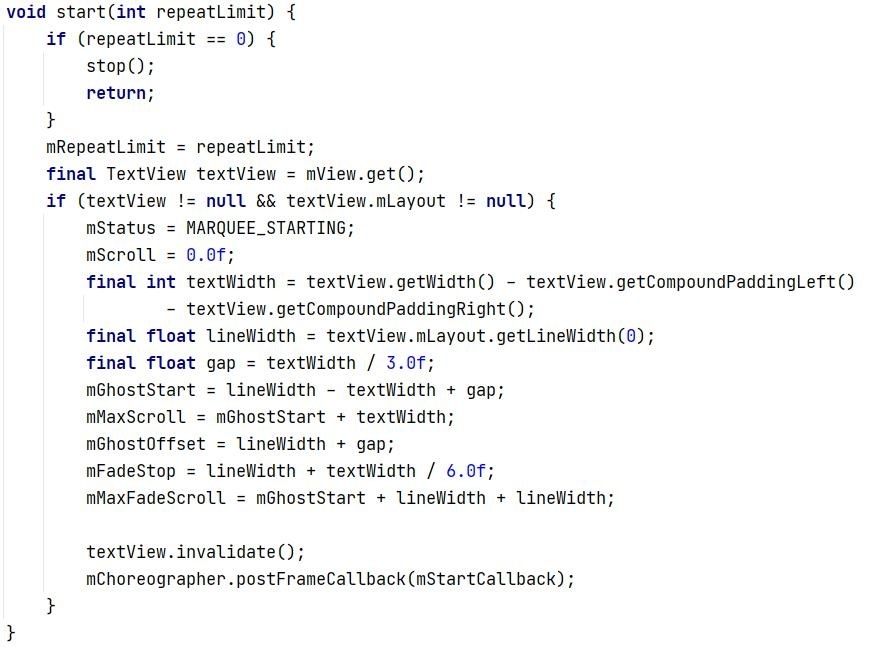 void start(int repeatLimit) {
    if (repeatLimit == 0) {
        stop();
        return;
    }
    mRepeatLimit = repeatLimit;
    final TextView textView = mView.get();
    if (textView != null && textView.mLayout != null) {
        mStatus = MARQUEE_STARTING;
        mScroll = 0.0f;
        final int textWidth = textView.getWidth() - textView.getCompoundPaddingLeft()
                - textView.getCompoundPaddingRight();
        final float lineWidth = textView.mLayout.getLineWidth(0);
        final float gap = textWidth / 3.0f;
        mGhostStart = lineWidth - textWidth + gap;
        mMaxScroll = mGhostStart + textWidth;
        mGhostOffset = lineWidth + gap;
        mFadeStop = lineWidth + textWidth / 6.0f;
        mMaxFadeScroll = mGhostStart + lineWidth + lineWidth;

        textView.invalidate();
        mChoreographer.postFrameCallback(mStartCallback);
    }
}